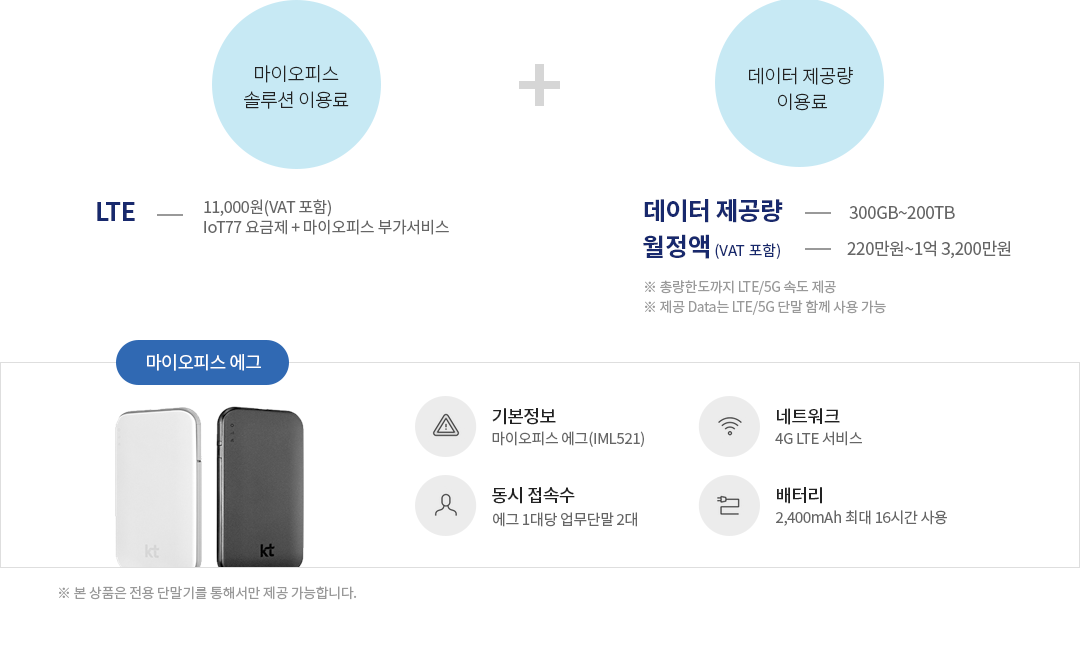 마이오피스
솔루션 이용료
데이터 제공량
이용료
LTE
11,000원(VAT 포함)
IoT77 요금제 + 마이오피스 부가서비스
데이터 제공량
300GB~200TB
월정액 (VAT 포함)
220만원~1억 3,200만원
※ 총량한도까지 LTE/5G 속도 제공
※ 제공 Data는 LTE/5G 단말 함께 사용 가능
마이오피스 에그
kt
kt
기본정보
마이오피스 에그(IML521)
네트워크
4G LTE 서비스
동시 접속수
에그 1대당 업무단말 2대
배터리
2,400mAh 최대 16시간 사용
※ 본 상품은 전용 단말기를 통해서만 제공 가능합니다.